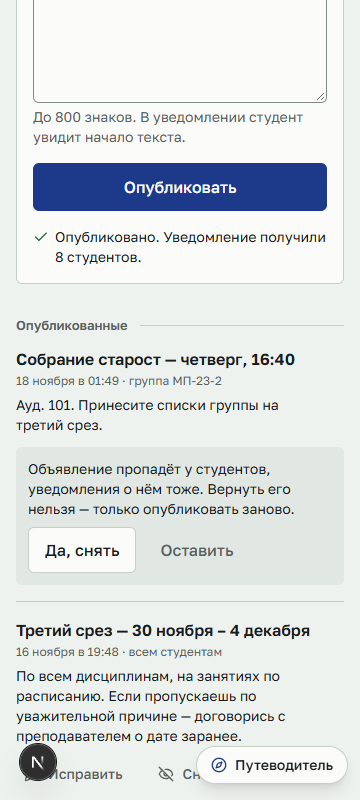 До 800 знаков. В уведомлении студент
увидит начало текста.
Опубликовать
Опубликовано. Уведомление получили
8 студентов.
Опубликованные
Собрание старост — четверг, 16:40
18 ноября в 01:49 · группа МП-23-2
Ауд. 101. Принесите списки группы на
третий срез.
Объявление пропадёт у студентов,
уведомления о нём тоже. Вернуть его
нельзя — только опубликовать заново.
Да, снять
Оставить
Третий срез — 30 ноября – 4 декабря
16 ноября в 19:48 · всем студентам
По всем дисциплинам, на занятиях по
расписанию. Если пропускаешь по
уважительной причине — договорись с
преподавателем о дате заранее.
N
Исправить
Путеводитель